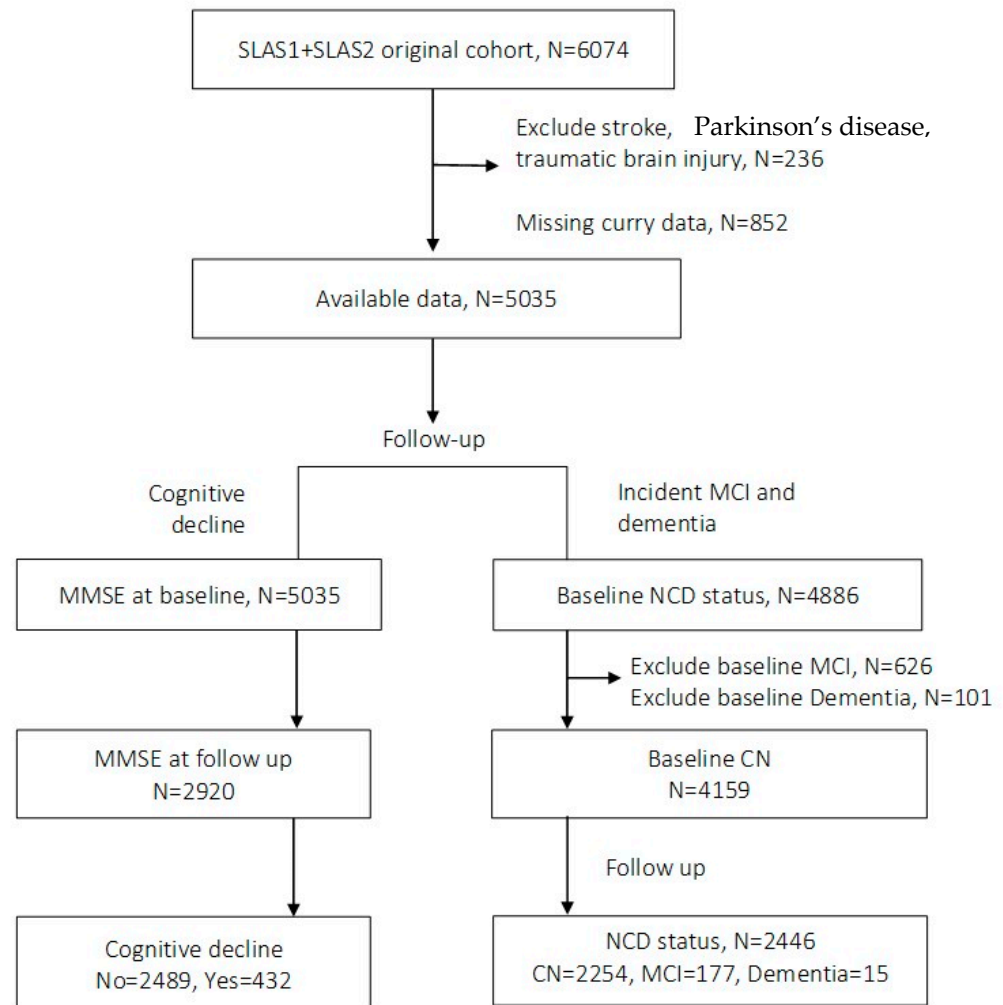 SLAS1+SLAS2 original cohort, N=6074
Exclude stroke, Parkinson’s disease,
traumatic brain injury, N=236
Missing curry data, N=852
Available data, N=5035
Follow-up
Cognitive
decline
Incident MCI and
dementia
MMSE at baseline, N=5035
Baseline NCD status, N=4886
Exclude baseline MCI, N=626
Exclude baseline Dementia, N=101
MMSE at follow up
N=2920
Baseline CN
N=4159
Follow up
Cognitive decline
No=2489, Yes=432
NCD status, N=2446
CN=2254, MCI=177, Dementia=15